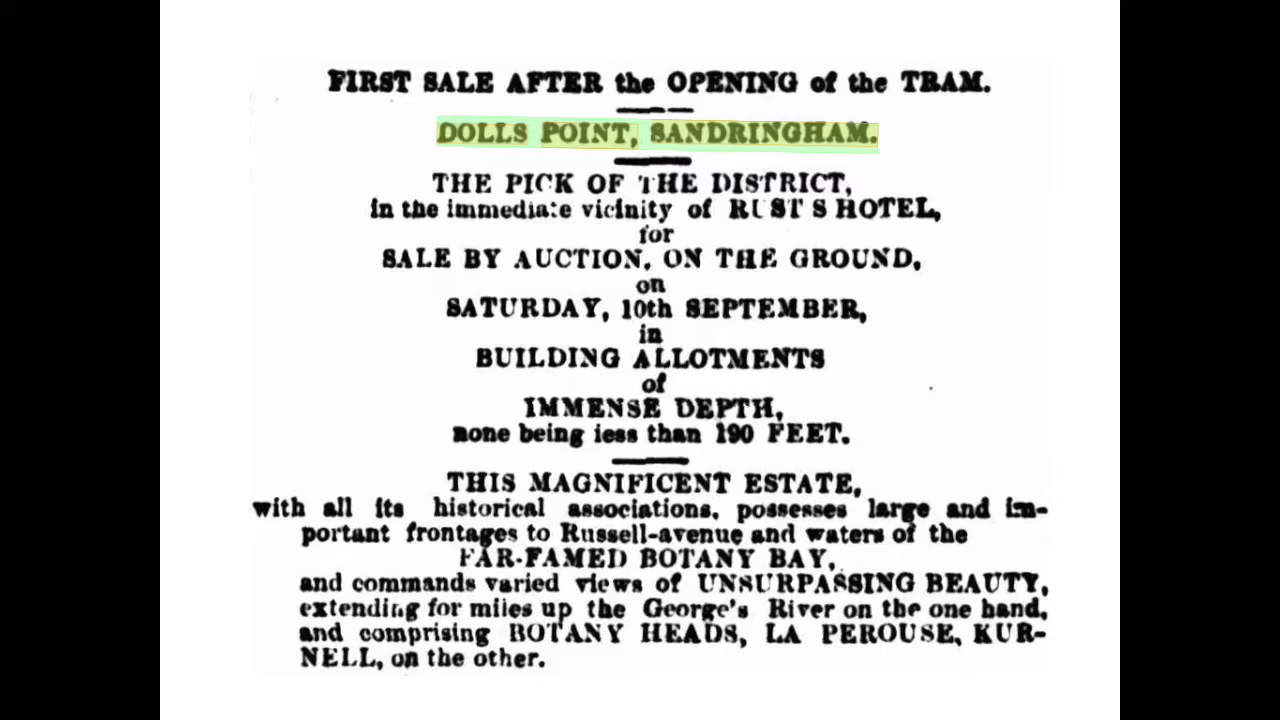 FIRST SALE AFTER the OPENING of the TRAM.
DOLLS POINT, SANDRINGHAM.
THE PICK OF THE DISTRICT,
in the immediate vicinity of RUST S HOTEL,
for
SALE BY AUCTION, ON THE GROUND,
on
SATURDAY, 10th SEPTEMBER,
in
BUILDING ALLOTMENTS
of
IMMENSE DEPTH,
none being less than 190 FEET.
THIS MAGNIFICENT ESTATE,
with all its historical associations, possesses large and im-
portant frontages to Russell-avenue and waters of the
FAR-FAMED BOTANY BAY,
and commands varied views of UNSURPASSING BEAUTY,
extending for miles up the George's River on the one hand,
and comprising BOTANY HEADS, LA PEROUSE, KUR-
NELL, on the other.